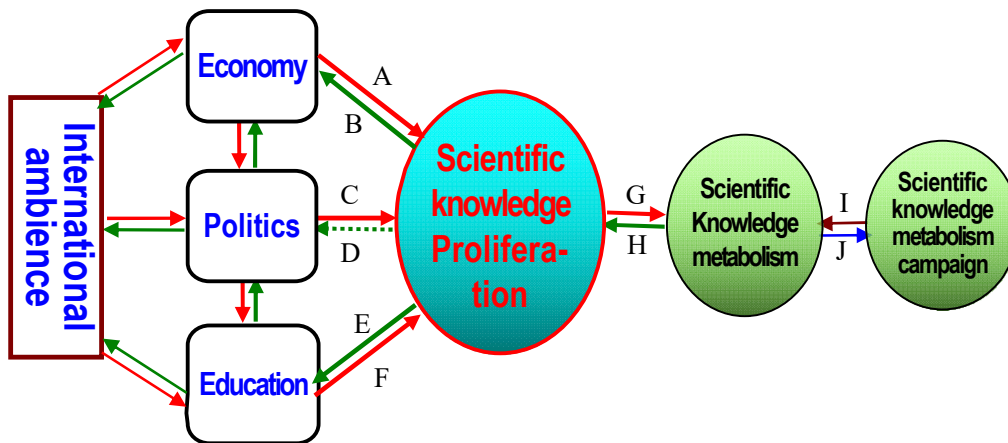 Economy
A
B
International
ambience
Scientific
knowledge
Prolifera-
tion
Politics
C
D
G
H
Scientific
Knowledge
metabolism
I
J
Scientific
knowledge
metabolism
campaign
Education
E
F